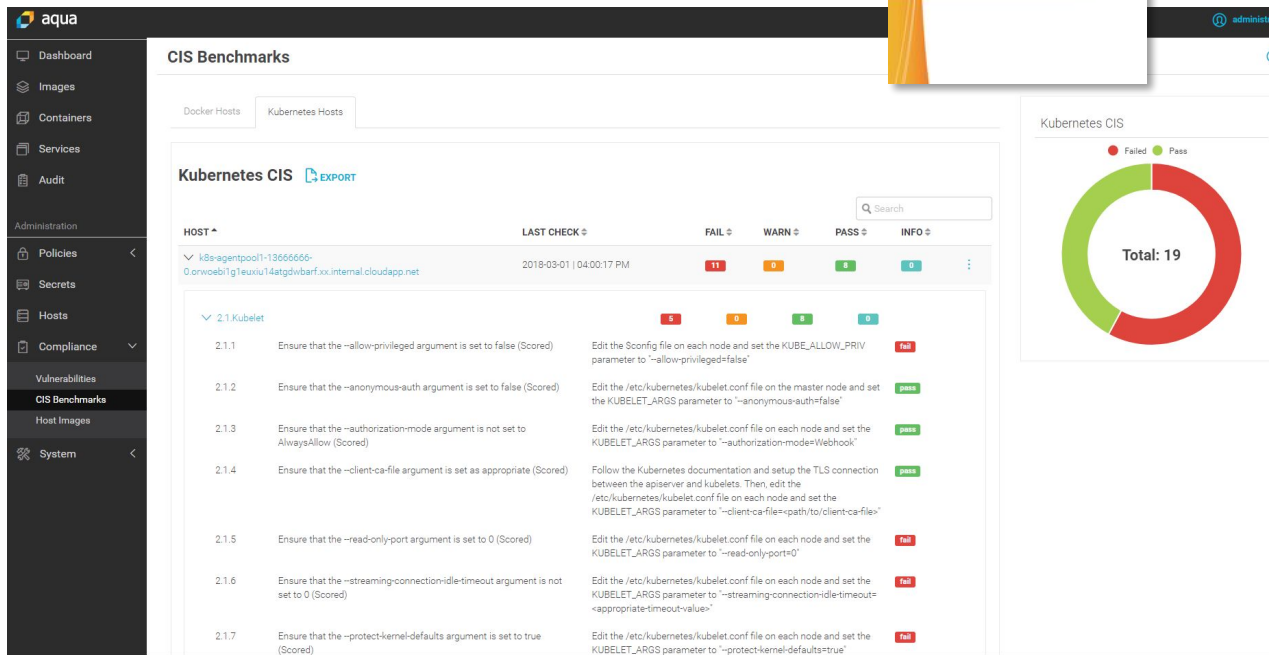 aqua
administ
Dashboard
Images
Containers
Services
Audit
Administration
Policies
Secrets
Hosts
Compliance
Vulnerabilities
CIS Benchmarks
Host Images
System
CIS Benchmarks
Docker Hosts
Kubernetes Hosts
Kubernetes CIS
EXPORT
Search
HOST LAST CHECK FAIL WARN PASS INFO
k8s-agentpool1-13666666-
0.orwoebi1g1euxiu14atgdwbarf.xx.internal.cloudapp.net
2018-03-01 | 04:00:17 PM 11 0 8 0
2.1.Kubelet 5 0 8 0
2.1.1 Ensure that the --allow-privileged argument is set to false (Scored)
Edit the $config file on each node and set the KUBE_ALLOW_PRIV
parameter to "--allow-privileged=false"
fail
2.1.2 Ensure that the --anonymous-auth argument is set to false (Scored)
Edit the /etc/kubernetes/kubelet.conf file on the master node and set
the KUBELET_ARGS parameter to "--anonymous-auth=false"
pass
2.1.3 Ensure that the --authorization-mode argument is not set to
AlwaysAllow (Scored)
Edit the /etc/kubernetes/kubelet.conf file on each node and set the
KUBELET_ARGS parameter to "--authorization-mode=Webhook"
pass
2.1.4 Ensure that the --client-ca-file argument is set as appropriate (Scored)
Follow the Kubernetes documentation and setup the TLS connection
between the apiserver and kubelets. Then, edit the
/etc/kubernetes/kubelet.conf file on each node and set the
KUBELET_ARGS parameter to "--client-ca-file=<path/to/client-ca-file>"
pass
2.1.5 Ensure that the --read-only-port argument is set to 0 (Scored)
Edit the /etc/kubernetes/kubelet.conf file on each node and set the
KUBELET_ARGS parameter to "--read-only-port=0"
fail
2.1.6 Ensure that the --streaming-connection-idle-timeout argument is not
set to 0 (Scored)
Edit the /etc/kubernetes/kubelet.conf file on each node and set the
KUBELET_ARGS parameter to "--streaming-connection-idle-timeout=
<appropriate-timeout-value>"
fail
2.1.7 Ensure that the --protect-kernel-defaults argument is set to true
(Scored)
Edit the /etc/kubernetes/kubelet.conf file on each node and set the
KUBELET_ARGS parameter to "--protect-kernel-defaults=true"
fail
Kubernetes CIS
Failed Pass
Total: 19